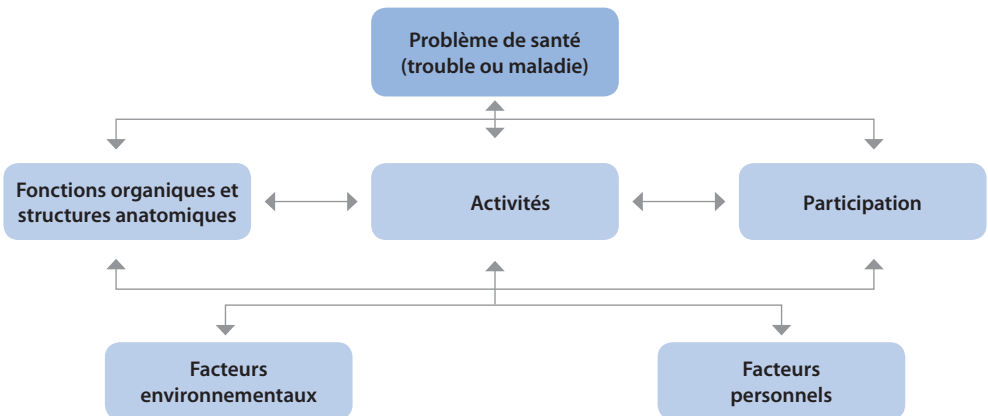 Problème de santé
(trouble ou maladie)
Fonctions organiques et
structures anatomiques
Activités
Participation
Facteurs
environnementaux
Facteurs
personnels